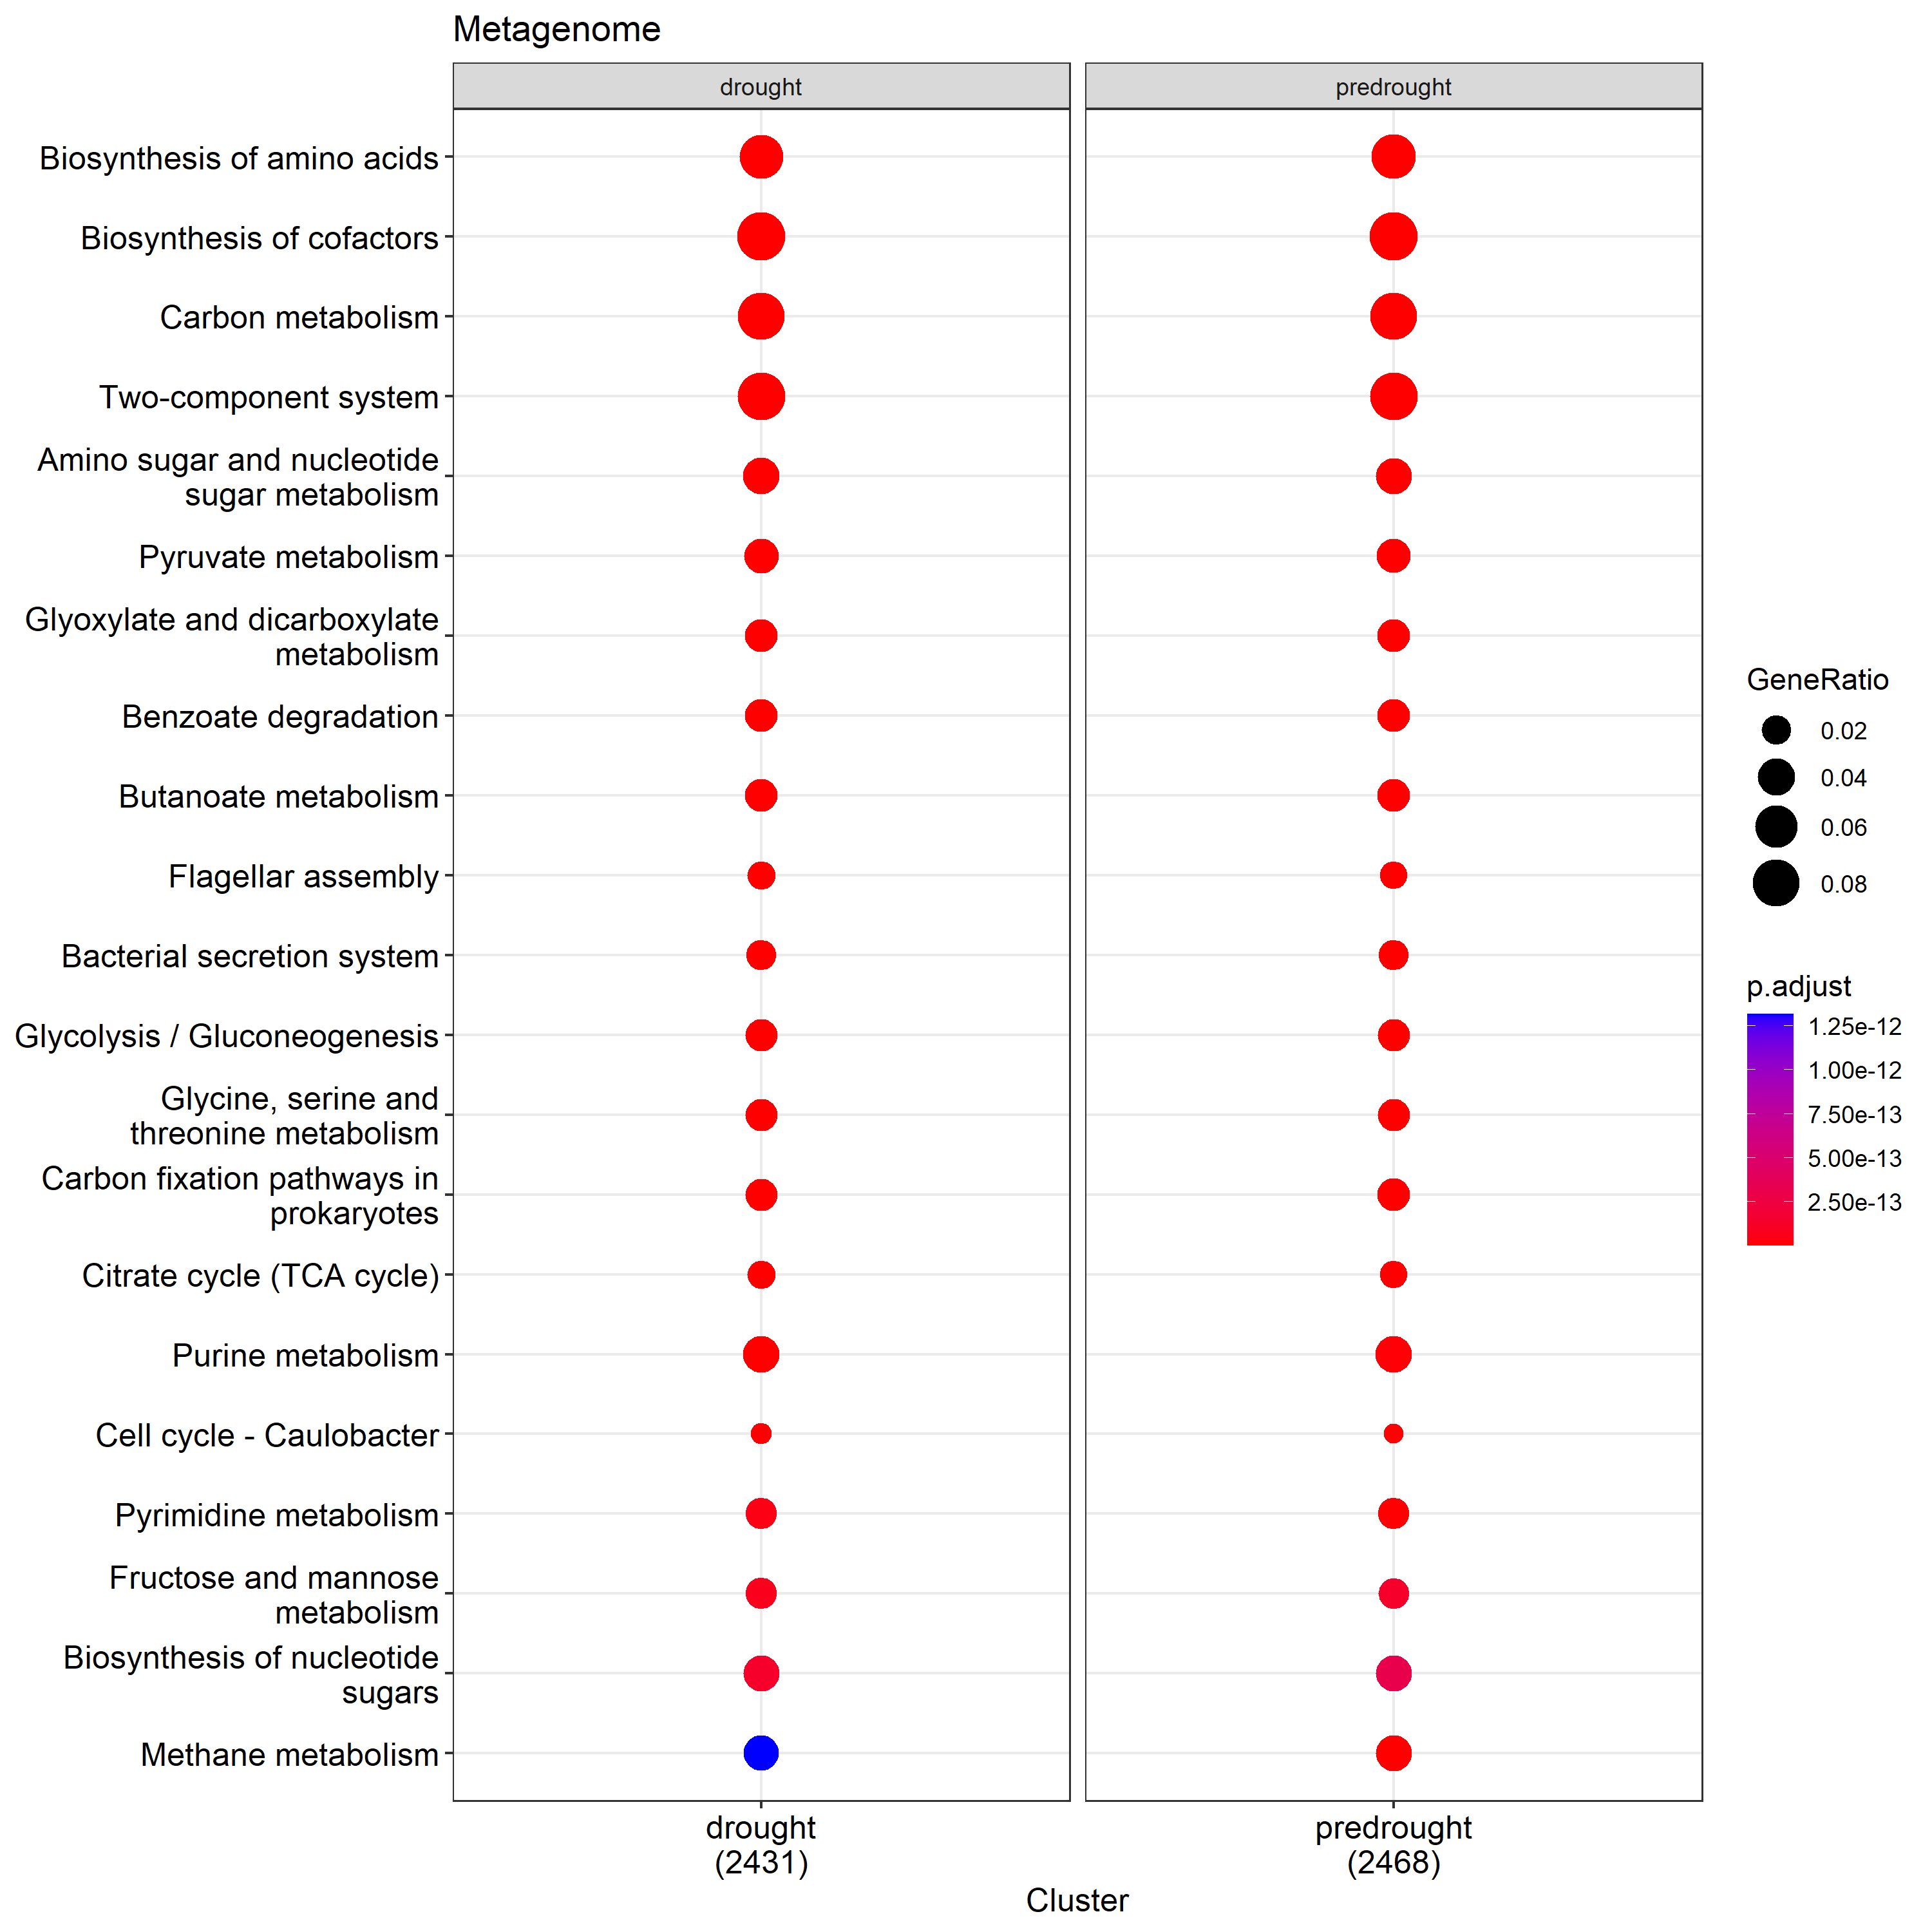 Metagenome
drought
predrought
Biosynthesis of amino acids
Biosynthesis of cofactors
Carbon metabolism
Two-component system
Amino sugar and nucleotide
sugar metabolism
Pyruvate metabolism
Glyoxylate and dicarboxylate
metabolism
Benzoate degradation
Butanoate metabolism
Flagellar assembly
Bacterial secretion system
Glycolysis / Gluconeogenesis
Glycine, serine and
threonine metabolism
Carbon fixation pathways in
prokaryotes
Citrate cycle (TCA cycle)
Purine metabolism
Cell cycle - Caulobacter
Pyrimidine metabolism
Fructose and mannose
metabolism
Biosynthesis of nucleotide
sugars
Methane metabolism
drought
(2431)
predrought
(2468)
Cluster
GeneRatio
0.02
0.04
0.06
0.08
p.adjust
1.25e-12
1.00e-12
7.50e-13
5.00e-13
2.50e-13